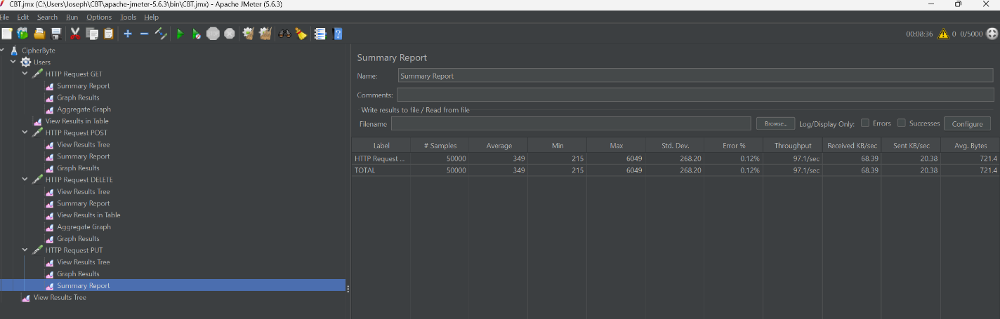 CBT.jmx (C:\Users\Joseph\CBT\apache-jmeter-5.6.3\bin\CBT.jmx) - Apache JMeter (5.6.3)
File Edit Search Run Options Tools Help
00:08:36 0 0/5000
CipherByte
Users
HTTP Request GET
Summary Report
Graph Results
Aggregate Graph
View Results in Table
HTTP Request POST
View Results Tree
Summary Report
Graph Results
HTTP Request DELETE
View Results Tree
Summary Report
View Results in Table
Aggregate Graph
Graph Results
HTTP Request PUT
View Results Tree
Graph Results
Summary Report
View Results Tree
Summary Report
Name: Summary Report
Comments:
Write results to file / Read from file
Filename Browse... Log/Display Only: Errors Successes Configure
Label # Samples Average Min Max Std. Dev. Error % Throughput Received KB/sec Sent KB/sec Avg. Bytes
HTTP Request ... 50000 349 215 6049 268.20 0.12% 97.1/sec 68.39 20.38 721.4
TOTAL 50000 349 215 6049 268.20 0.12% 97.1/sec 68.39 20.38 721.4